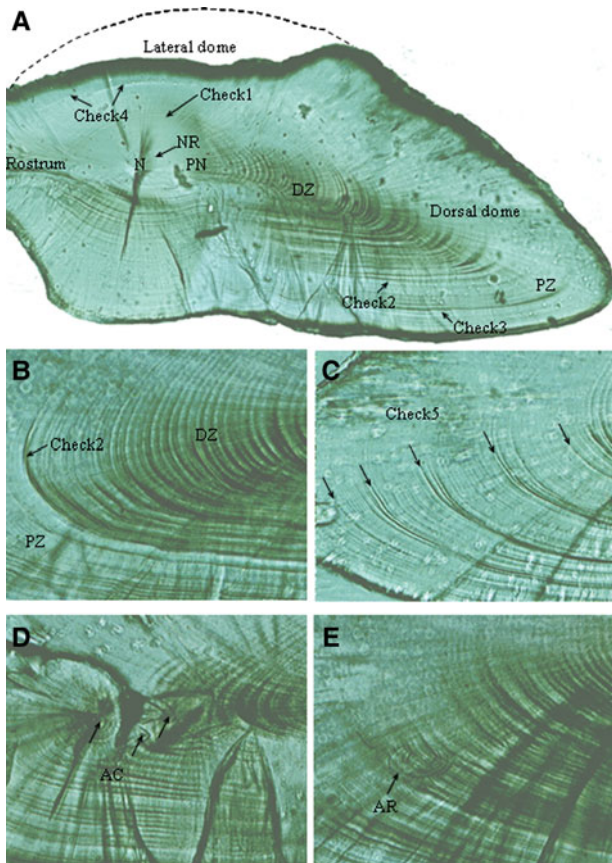 A
Lateral dome
Check1
Check4
NR
Rostrum
N
PN
DZ
Dorsal dome
PZ
Check2
Check3
B
Check2
DZ
PZ
C
Check5
D
AC
E
AR